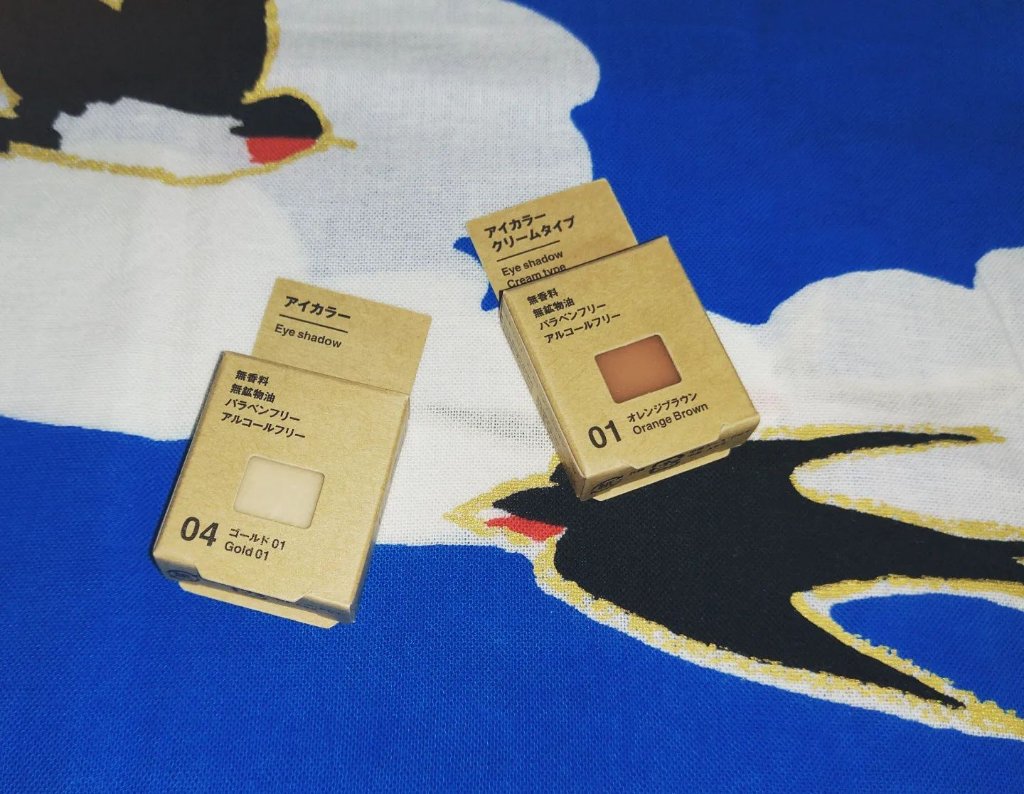 アイカラー
Eye shadow
無香料
無鉱物油
パラベンフリー
アルコールフリー
04
ゴールド 01
Gold 01
アイカラー
クリームタイプ
Eye shadow
Cream type
無香料
無鉱物油
パラベンフリー
アルコールフリー
01
オレンジブラウン
Orange Brown